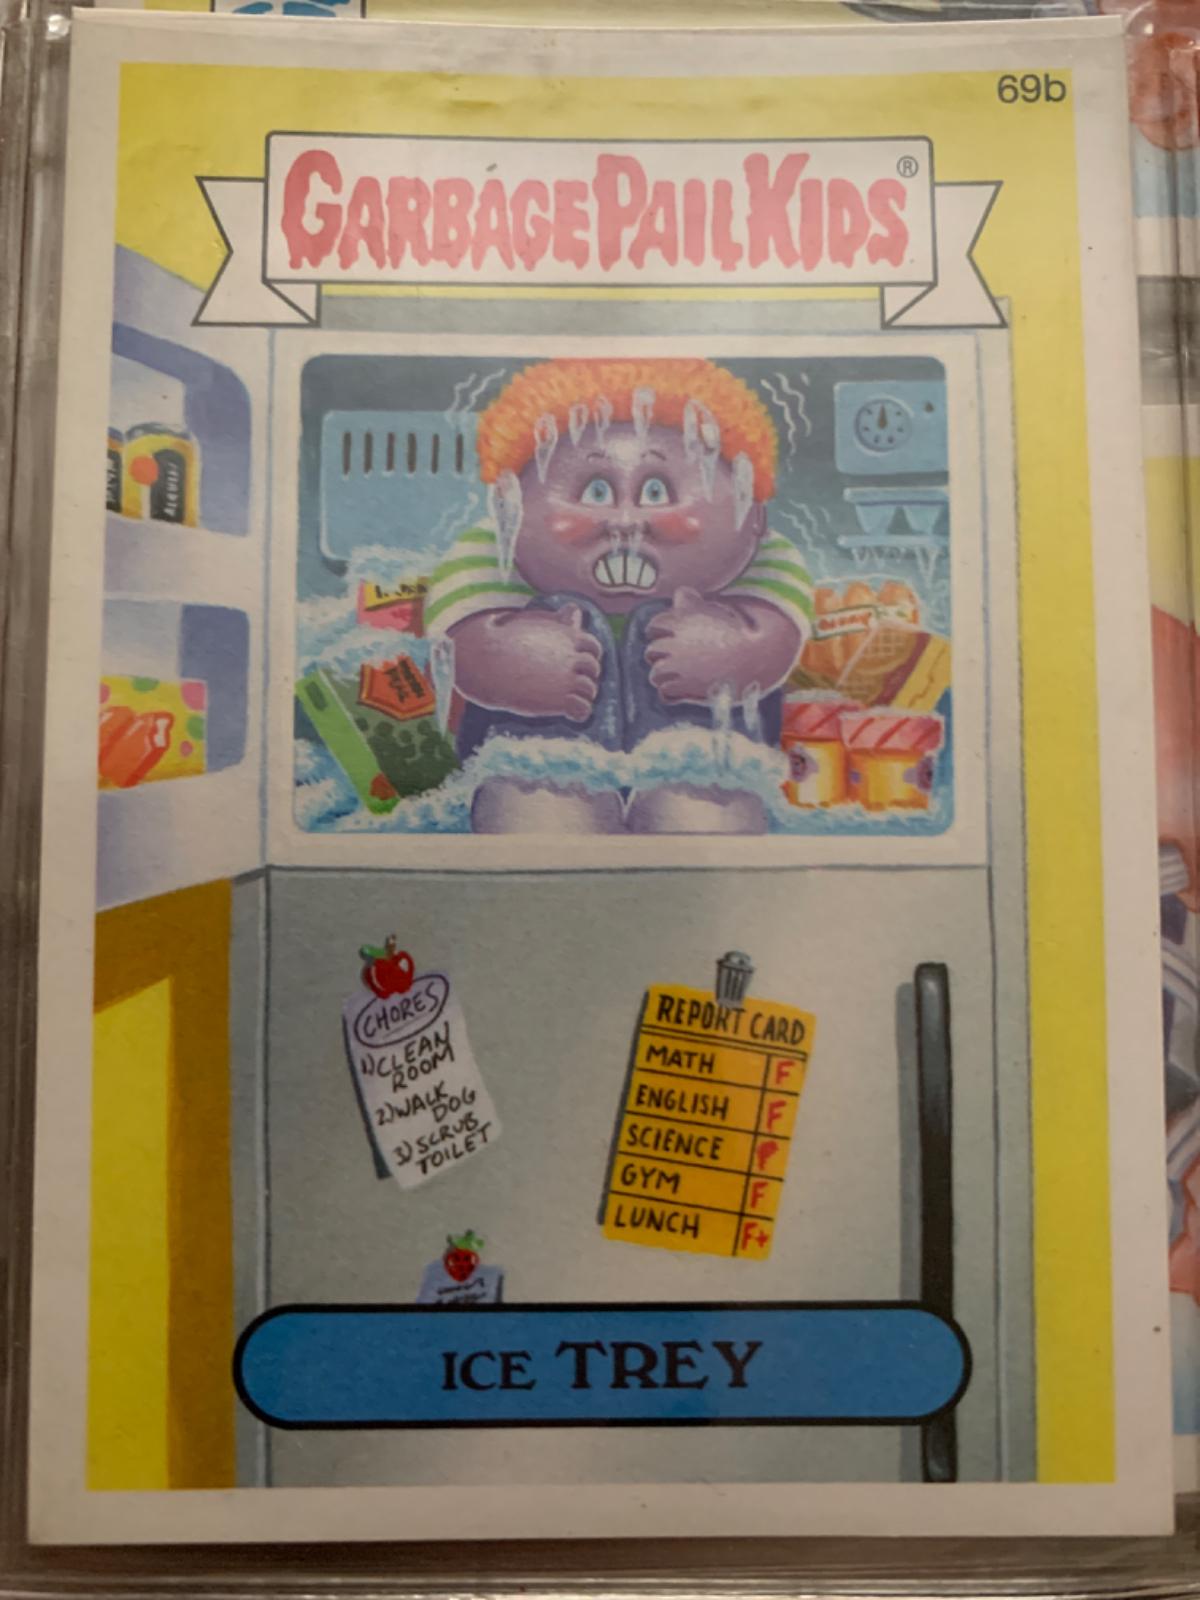 69b
GARBAGE PAIL KIDS®
CHORES
1) CLEAN
ROOM
2) WALK
DOG
3) SCRUB
TOILET
REPORT CARD
MATH F
ENGLISH F
SCIENCE
GYM F
LUNCH F+
ICE TREY